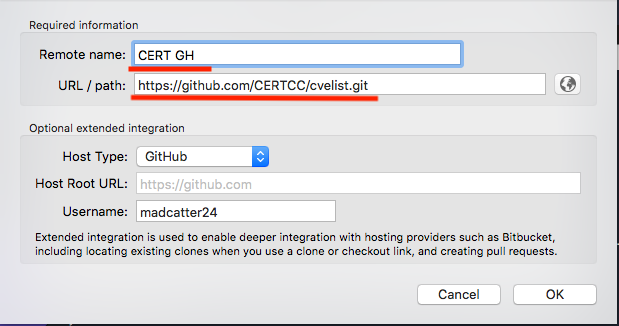 Required information
Remote name: CERT GH
URL / path: https://github.com/CERTCC/cvelist.git
Optional extended integration
Host Type: GitHub
Host Root URL: https://github.com
Username: madcatter24
Extended integration is used to enable deeper integration with hosting providers such as Bitbucket,
including locating existing clones when you use a clone or checkout link, and creating pull requests.
Cancel OK